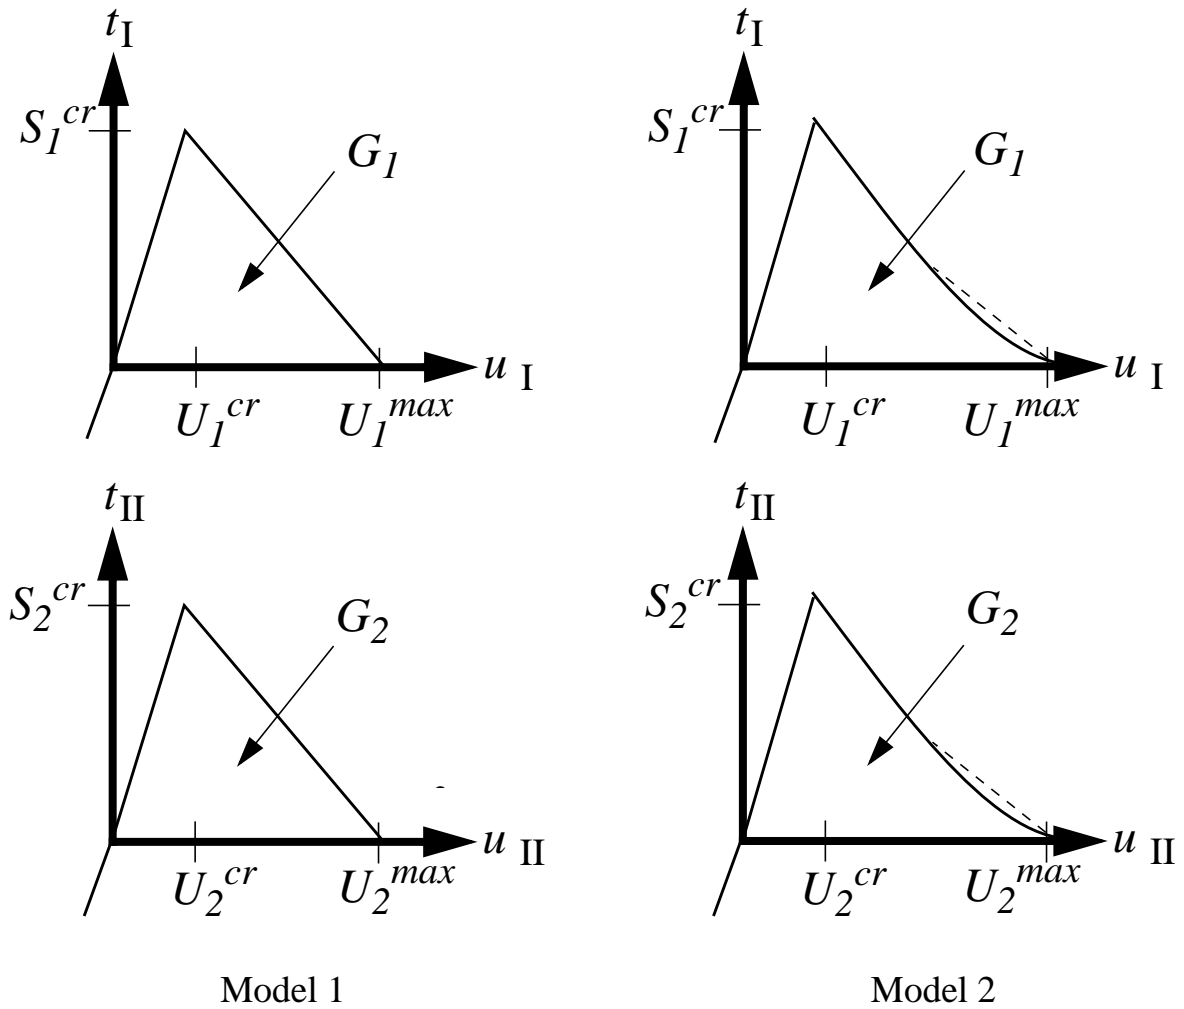 t_I t_I
S_1^cr G_1 S_1^cr G_1
u_I u_I
U_1^cr U_1^max U_1^cr U_1^max
t_II t_II
S_2^cr G_2 S_2^cr G_2
u_II u_II
U_2^cr U_2^max U_2^cr U_2^max
Model 1 Model 2